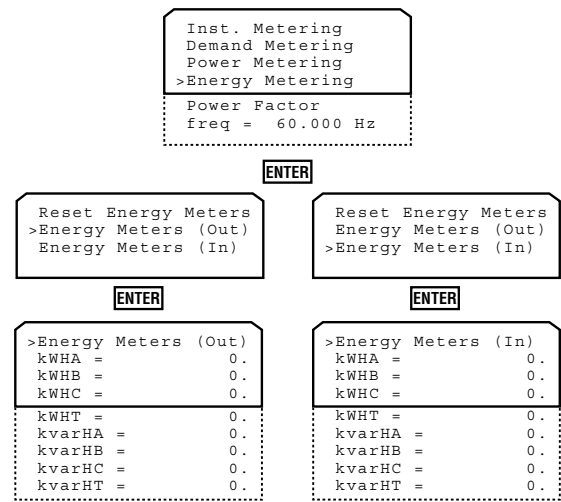 Inst. Metering
Demand Metering
Power Metering
>Energy Metering
Power Factor
freq = 60.000 Hz
ENTER
Reset Energy Meters
>Energy Meters (Out)
Energy Meters (In)
ENTER
>Energy Meters (Out)
kWHA = 0.
kWHB = 0.
kWHC = 0.
kWHT = 0.
kvarHA = 0.
kvarHB = 0.
kvarHC = 0.
kvarHT = 0.
Reset Energy Meters
Energy Meters (Out)
>Energy Meters (In)
ENTER
>Energy Meters (In)
kWHA = 0.
kWHB = 0.
kWHC = 0.
kWHT = 0.
kvarHA = 0.
kvarHB = 0.
kvarHC = 0.
kvarHT = 0.